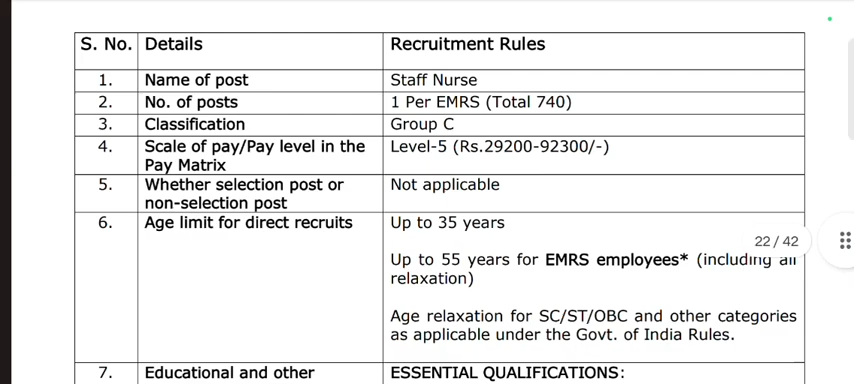 S. No. Details Recruitment Rules
1. Name of post Staff Nurse
2. No. of posts 1 Per EMRS (Total 740)
3. Classification Group C
4. Scale of pay/Pay level in the Level-5 (Rs.29200-92300/-)
Pay Matrix
5. Whether selection post or Not applicable
non-selection post
6. Age limit for direct recruits Up to 35 years
22 / 42
Up to 55 years for EMRS employees* (including all
relaxation)
Age relaxation for SC/ST/OBC and other categories
as applicable under the Govt. of India Rules.
7. Educational and other ESSENTIAL QUALIFICATIONS: